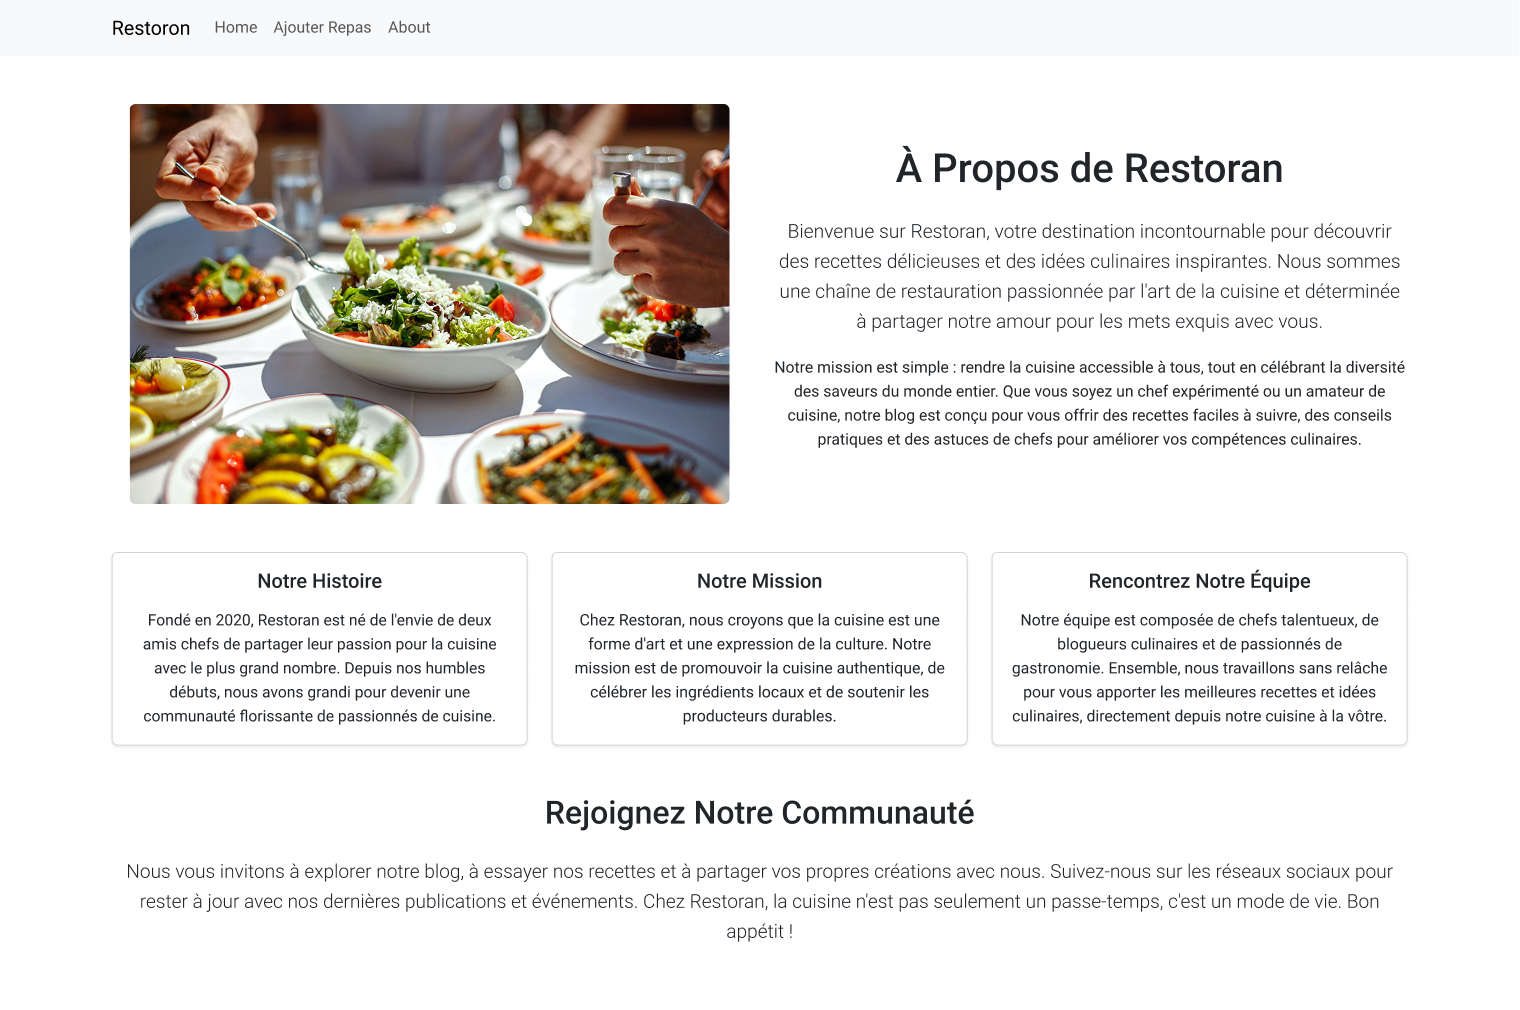 Restoron
Home
Ajouter Repas
About
À Propos de Restoran
Bienvenue sur Restoran, votre destination incontournable pour découvrir
des recettes délicieuses et des idées culinaires inspirantes. Nous sommes
une chaîne de restauration passionnée par l'art de la cuisine et déterminée
à partager notre amour pour les mets exquis avec vous.
Notre mission est simple : rendre la cuisine accessible à tous, tout en célébrant la diversité
des saveurs du monde entier. Que vous soyez un chef expérimenté ou un amateur de
cuisine, notre blog est conçu pour vous offrir des recettes faciles à suivre, des conseils
pratiques et des astuces de chefs pour améliorer vos compétences culinaires.
Notre Histoire
Fondé en 2020, Restoran est né de l'envie de deux
amis chefs de partager leur passion pour la cuisine
avec le plus grand nombre. Depuis nos humbles
débuts, nous avons grandi pour devenir une
communauté florissante de passionnés de cuisine.
Notre Mission
Chez Restoran, nous croyons que la cuisine est une
forme d'art et une expression de la culture. Notre
mission est de promouvoir la cuisine authentique, de
célébrer les ingrédients locaux et de soutenir les
producteurs durables.
Rencontrez Notre Équipe
Notre équipe est composée de chefs talentueux, de
blogueurs culinaires et de passionnés de
gastronomie. Ensemble, nous travaillons sans relâche
pour vous apporter les meilleures recettes et idées
culinaires, directement depuis notre cuisine à la vôtre.
Rejoignez Notre Communauté
Nous vous invitons à explorer notre blog, à essayer nos recettes et à partager vos propres créations avec nous. Suivez-nous sur les réseaux sociaux pour
rester à jour avec nos dernières publications et événements. Chez Restoran, la cuisine n'est pas seulement un passe-temps, c'est un mode de vie. Bon
appétit !